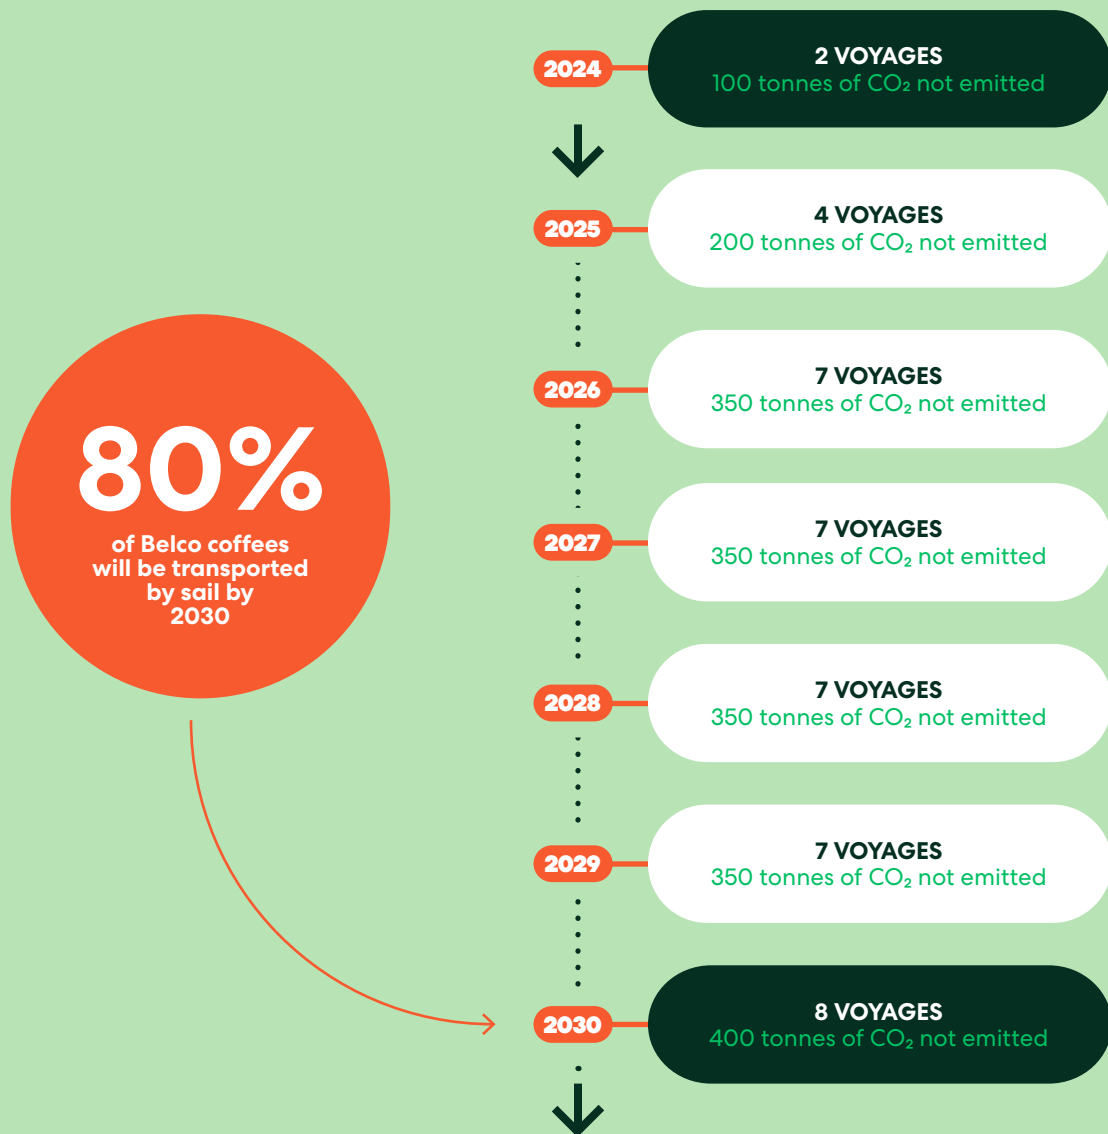 2024
2 VOYAGES
100 tonnes of CO₂ not emitted
2025
4 VOYAGES
200 tonnes of CO₂ not emitted
2026
7 VOYAGES
350 tonnes of CO₂ not emitted
80%
of Belco coffees
will be transported
by sail by
2030
2027
7 VOYAGES
350 tonnes of CO₂ not emitted
2028
7 VOYAGES
350 tonnes of CO₂ not emitted
2029
7 VOYAGES
350 tonnes of CO₂ not emitted
2030
8 VOYAGES
400 tonnes of CO₂ not emitted